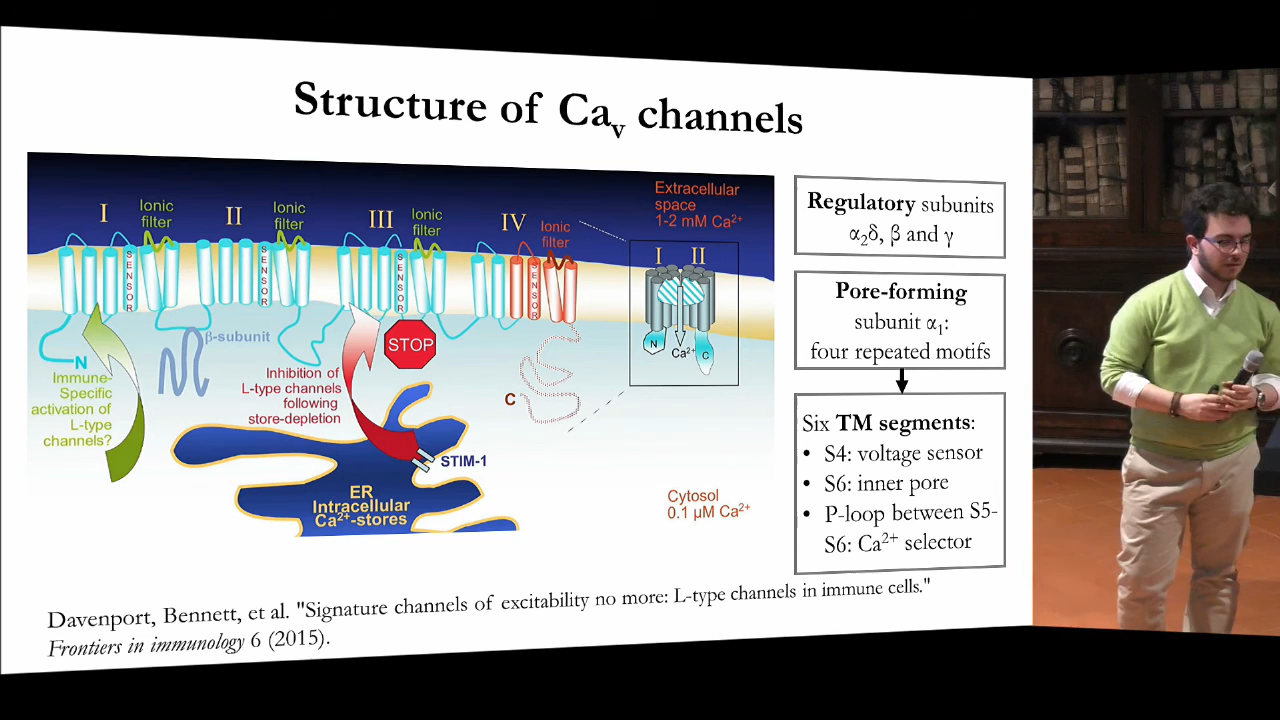 Structure of Caᵥ channels
I
Ionic
filter
II
Ionic
filter
III
Ionic
filter
IV
Ionic
filter
Extracellular
space
1-2 mM Ca²⁺
SENSOR
SENSOR
SENSOR
SENSOR
I II
N
Ca²⁺
C
N
β-subunit
STOP
Immune-
Specific
activation of
L-type
channels?
Inhibition of
L-type channels
following
store-depletion
C
STIM-1
ER
Intracellular
Ca²⁺-stores
Cytosol
0.1 µM Ca²⁺
Regulatory subunits
α₂δ, β and γ
Pore-forming
subunit α₁:
four repeated motifs
Six TM segments:
• S4: voltage sensor
• S6: inner pore
• P-loop between S5-
S6: Ca²⁺ selector
Davenport, Bennett, et al. "Signature channels of excitability no more: L-type channels in immune cells."
Frontiers in immunology 6 (2015).